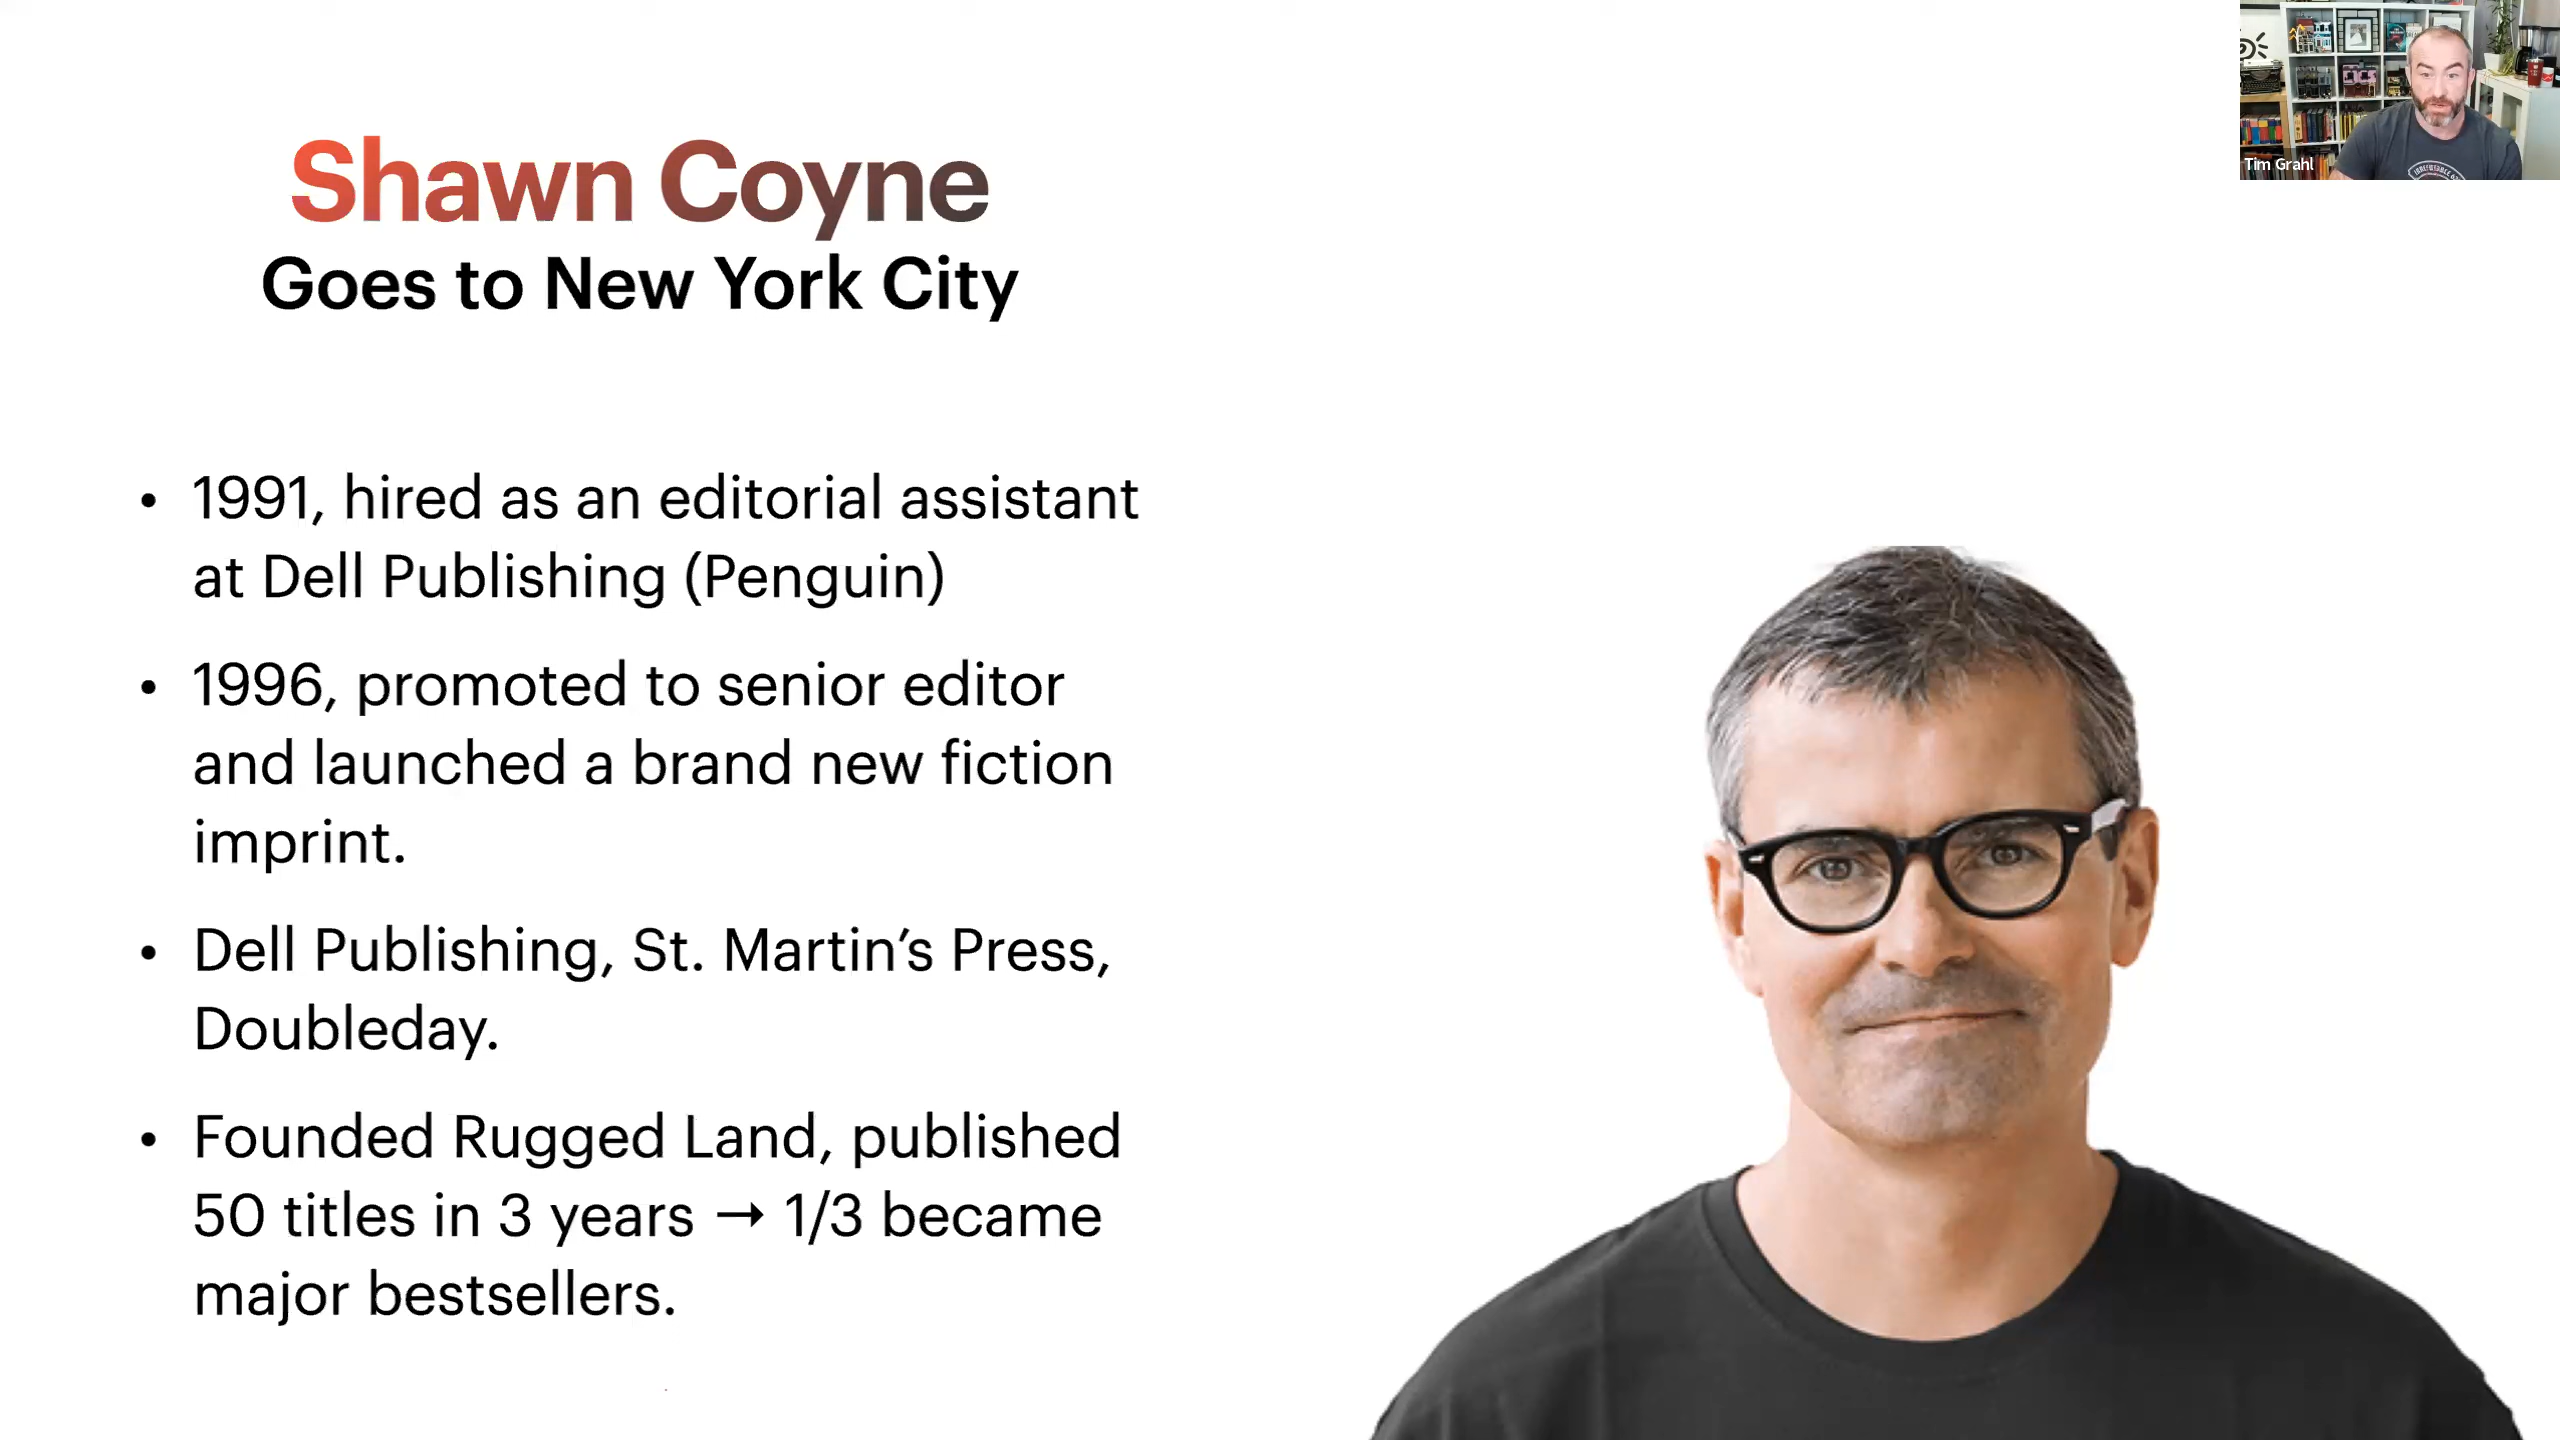 Shawn Coyne
Goes to New York City
• 1991, hired as an editorial assistant
at Dell Publishing (Penguin)
• 1996, promoted to senior editor
and launched a brand new fiction
imprint.
• Dell Publishing, St. Martin’s Press,
Doubleday.
• Founded Rugged Land, published
50 titles in 3 years → 1/3 became
major bestsellers.
Tim Grahl